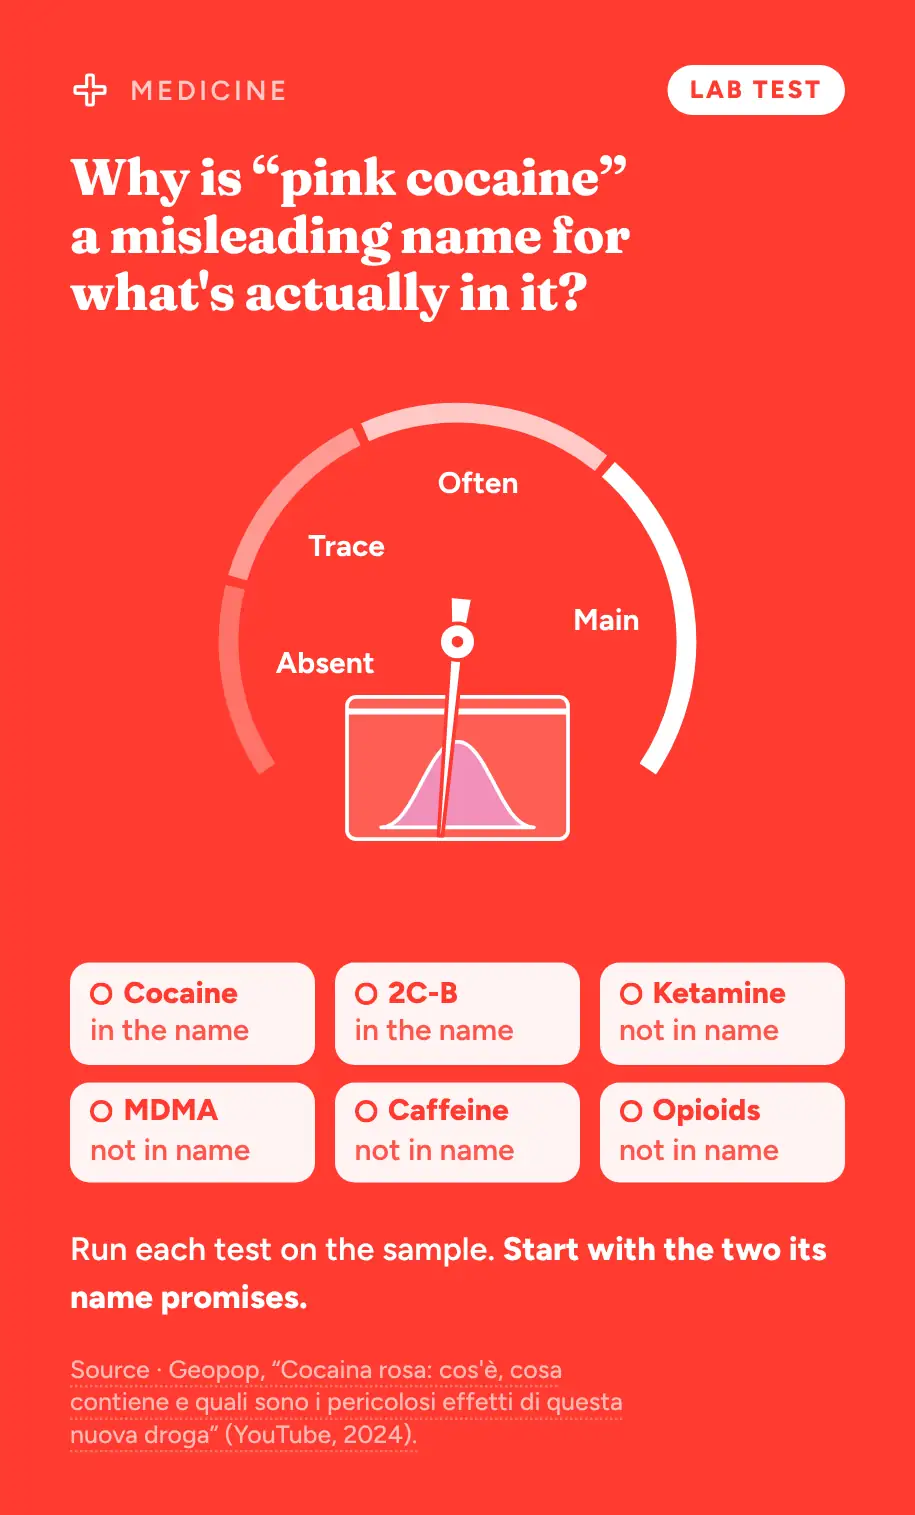 MEDICINE
LAB TEST
Why is “pink cocaine”
a misleading name for
what's actually in it?
Often
Trace
Main
Absent
Cocaine
in the name
2C-B
in the name
Ketamine
not in name
MDMA
not in name
Caffeine
not in name
Opioids
not in name
Run each test on the sample. Start with the two its
name promises.
Source · Geopop, “Cocaina rosa: cos'è, cosa
contiene e quali sono i pericolosi effetti di questa
nuova droga” (YouTube, 2024).